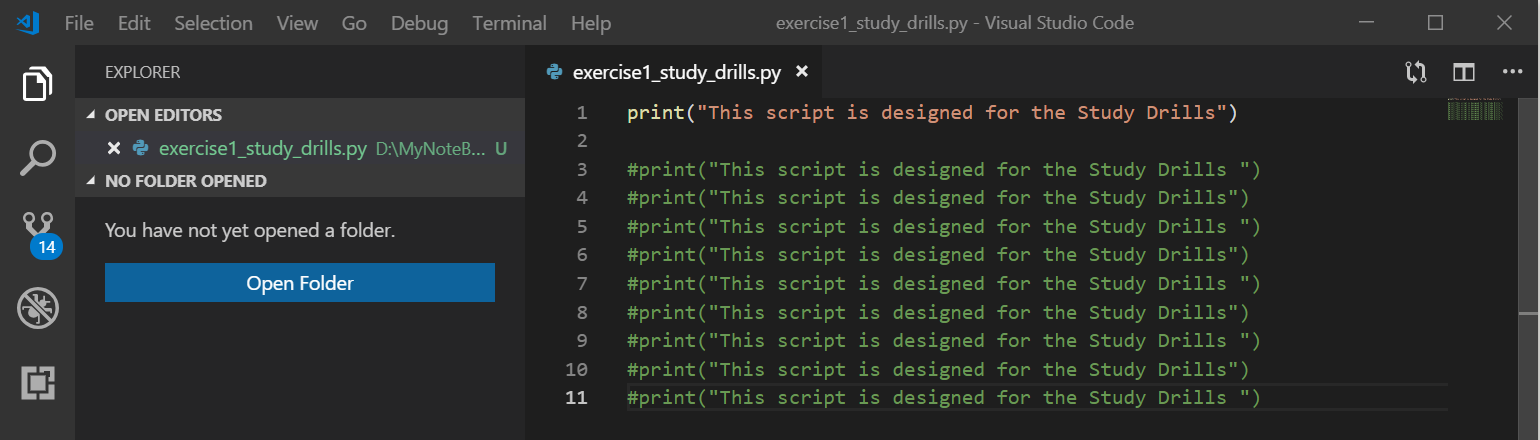 File Edit Selection View Go Debug Terminal Help exercise1_study_drills.py - Visual Studio Code
EXPLORER
OPEN EDITORS
exercise1_study_drills.py D:\MyNoteB... U
NO FOLDER OPENED
You have not yet opened a folder.
Open Folder
14
exercise1_study_drills.py
1 print("This script is designed for the Study Drills")
2
3 #print("This script is designed for the Study Drills ")
4 #print("This script is designed for the Study Drills")
5 #print("This script is designed for the Study Drills ")
6 #print("This script is designed for the Study Drills")
7 #print("This script is designed for the Study Drills ")
8 #print("This script is designed for the Study Drills")
9 #print("This script is designed for the Study Drills ")
10 #print("This script is designed for the Study Drills")
11 #print("This script is designed for the Study Drills ")